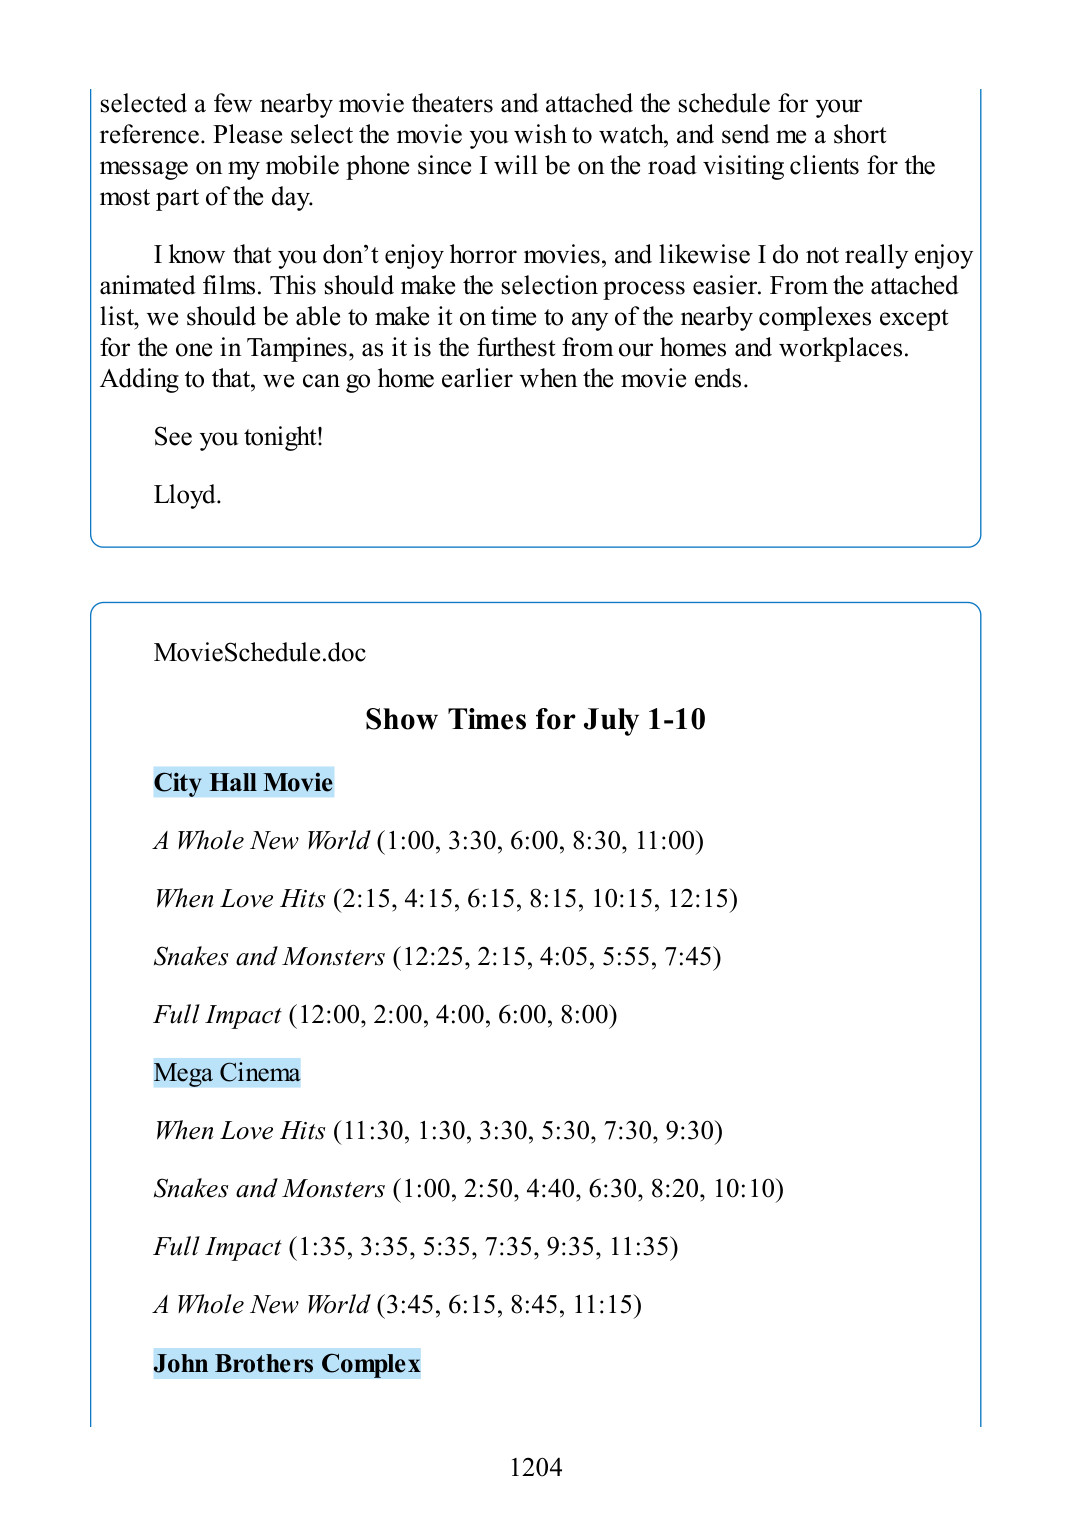 selected a few nearby movie theaters and attached the schedule for your
reference. Please select the movie you wish to watch, and send me a short
message on my mobile phone since I will be on the road visiting clients for the
most part of the day.
I know that you don’t enjoy horror movies, and likewise I do not really enjoy
animated films. This should make the selection process easier. From the attached
list, we should be able to make it on time to any of the nearby complexes except
for the one in Tampines, as it is the furthest from our homes and workplaces.
Adding to that, we can go home earlier when the movie ends.
See you tonight!
Lloyd.
MovieSchedule.doc
Show Times for July 1-10
City Hall Movie
A Whole New World (1:00, 3:30, 6:00, 8:30, 11:00)
When Love Hits (2:15, 4:15, 6:15, 8:15, 10:15, 12:15)
Snakes and Monsters (12:25, 2:15, 4:05, 5:55, 7:45)
Full Impact (12:00, 2:00, 4:00, 6:00, 8:00)
Mega Cinema
When Love Hits (11:30, 1:30, 3:30, 5:30, 7:30, 9:30)
Snakes and Monsters (1:00, 2:50, 4:40, 6:30, 8:20, 10:10)
Full Impact (1:35, 3:35, 5:35, 7:35, 9:35, 11:35)
A Whole New World (3:45, 6:15, 8:45, 11:15)
John Brothers Complex
1204